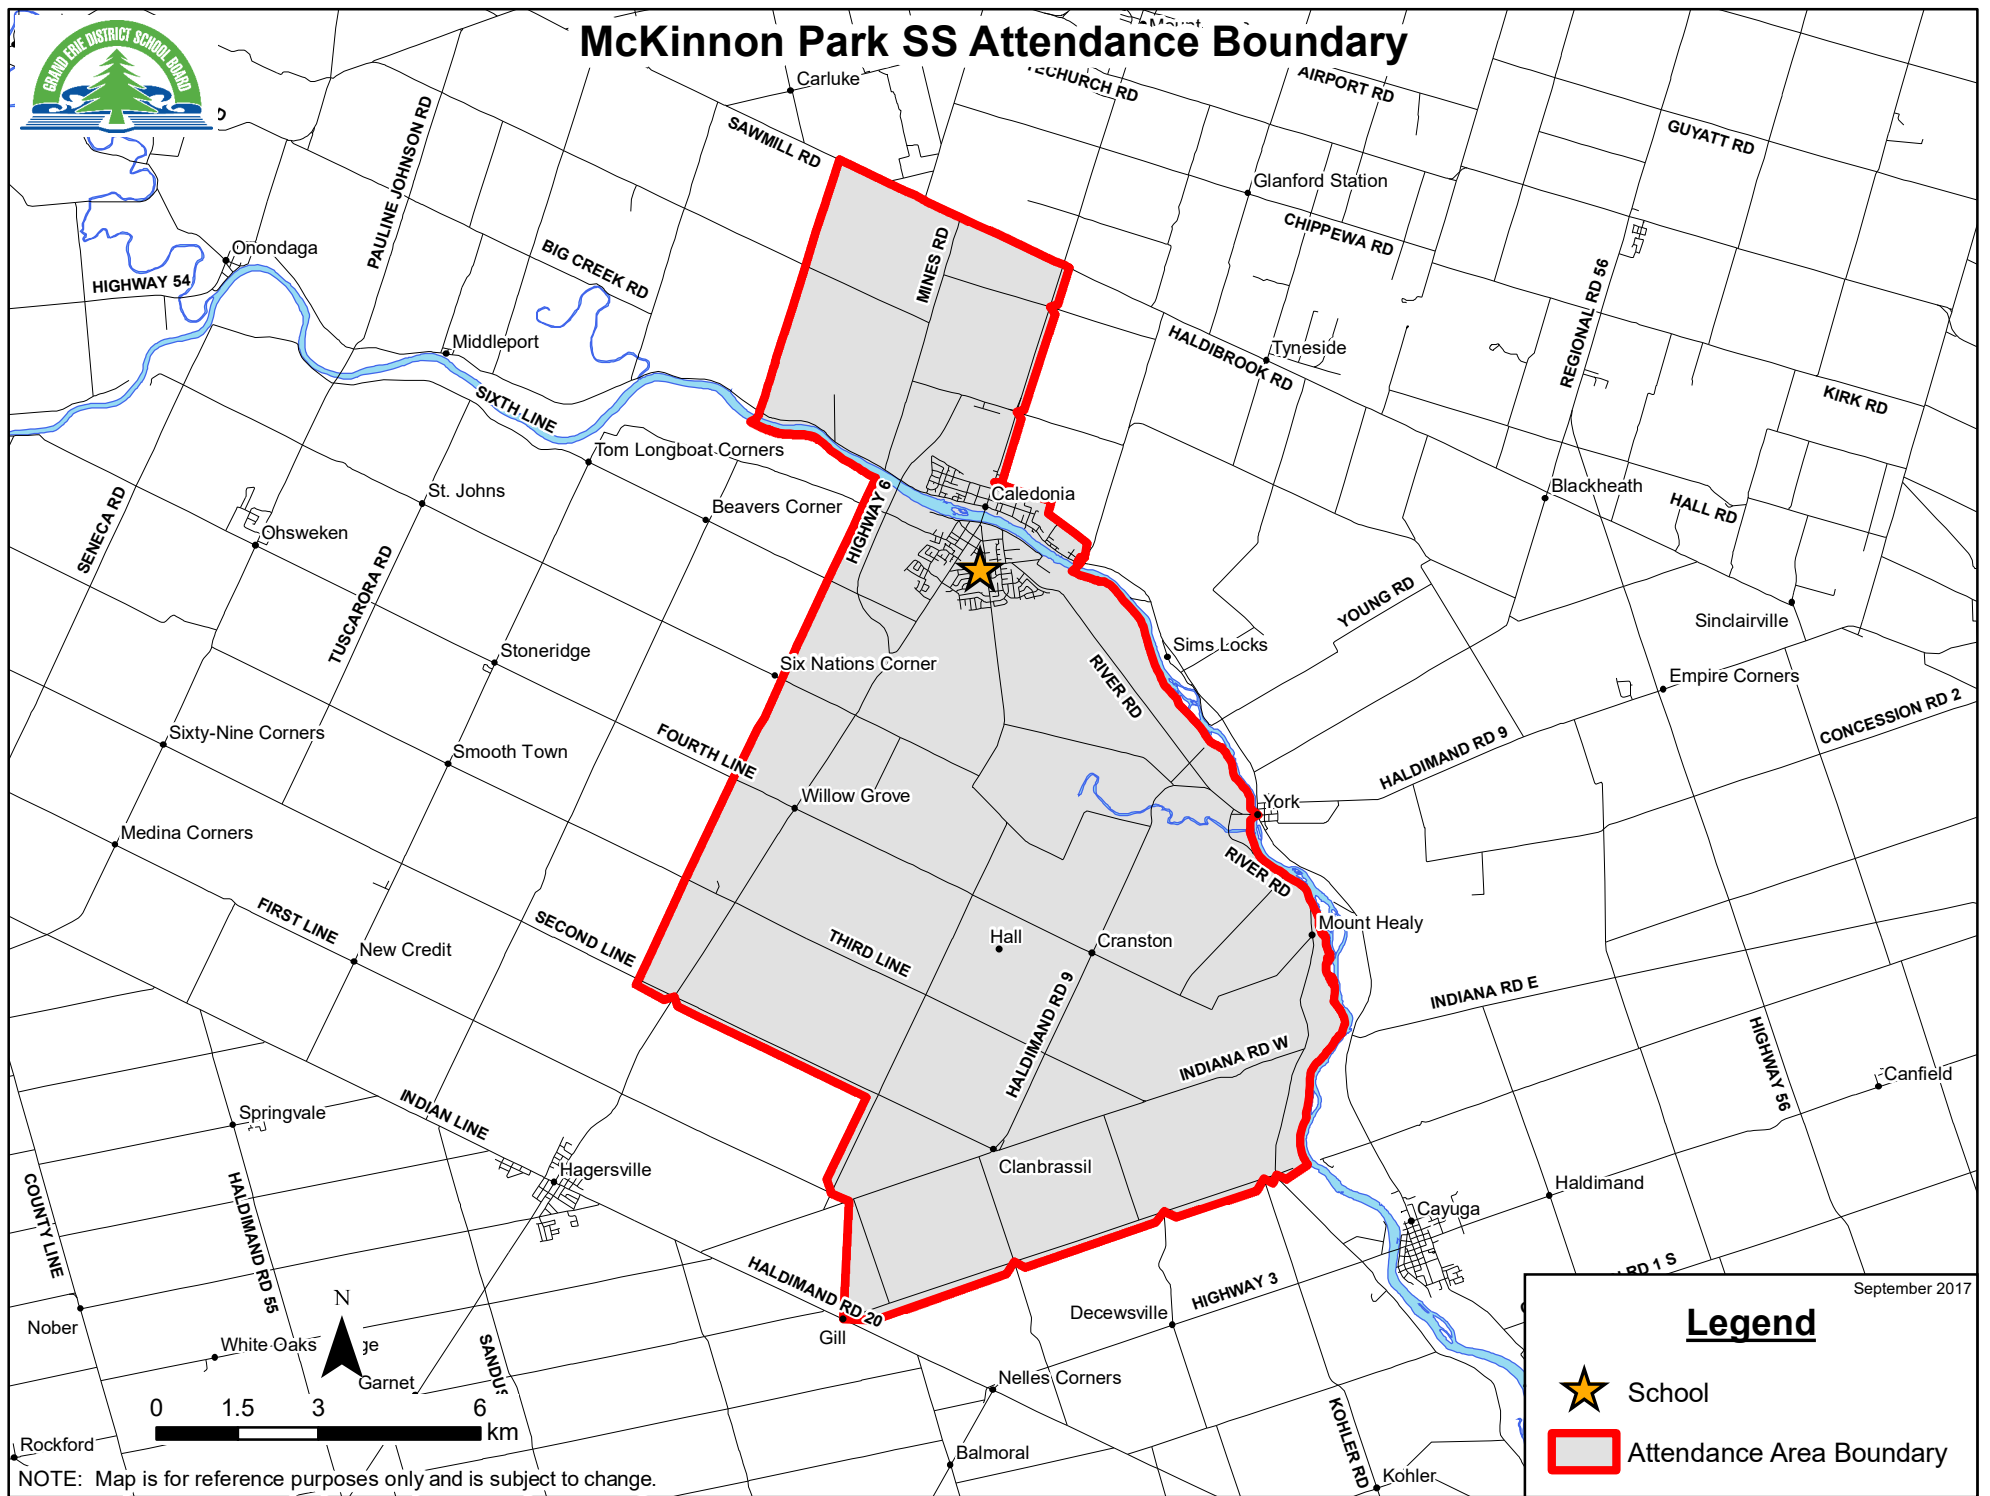 McKinnon Park SS Attendance Boundary
GRAND ERIE DISTRICT SCHOOL BOARD
Carluke
AIRPORT RD
SAWMILL RD
GUYATT RD
PAULINE JOHNSON RD
Glanford Station
CHIPPEWA RD
Onondaga
HIGHWAY 54
BIG CREEK RD
MINES RD
REGIONAL RD 56
Middleport
HALDIBROOK RD
Tyneside
KIRK RD
SIXTH LINE
Tom Longboat Corners
St. Johns
Beavers Corner
HIGHWAY 6
Caledonia
Blackheath
HALL RD
SENECA RD
Ohsweken
TUSCARORA RD
YOUNG RD
Sinclairville
Stoneridge
Six Nations Corner
Sims Locks
RIVER RD
Empire Corners
CONCESSION RD 2
Sixty-Nine Corners
Smooth Town
FOURTH LINE
HALDIMAND RD 9
Willow Grove
York
Medina Corners
RIVER RD
FIRST LINE
New Credit
SECOND LINE
THIRD LINE
Hall
Cranston
Mount Healy
HALDIMAND RD 9
INDIANA RD E
INDIANA RD W
HIGHWAY 56
Canfield
Springvale
INDIAN LINE
Hagersville
Clanbrassil
Haldimand
Cayuga
COUNTY LINE
HALDIMAND RD 55
HALDIMAND RD 20
HIGHWAY 3
RD 1 S
Nober
White Oaks
ge
Garnet
SANDUS
Gill
Decewsville
Nelles Corners
KOHLER RD
Balmoral
Kohler
Rockford
N
0 1.5 3 6
km
NOTE: Map is for reference purposes only and is subject to change.
September 2017
Legend
School
Attendance Area Boundary